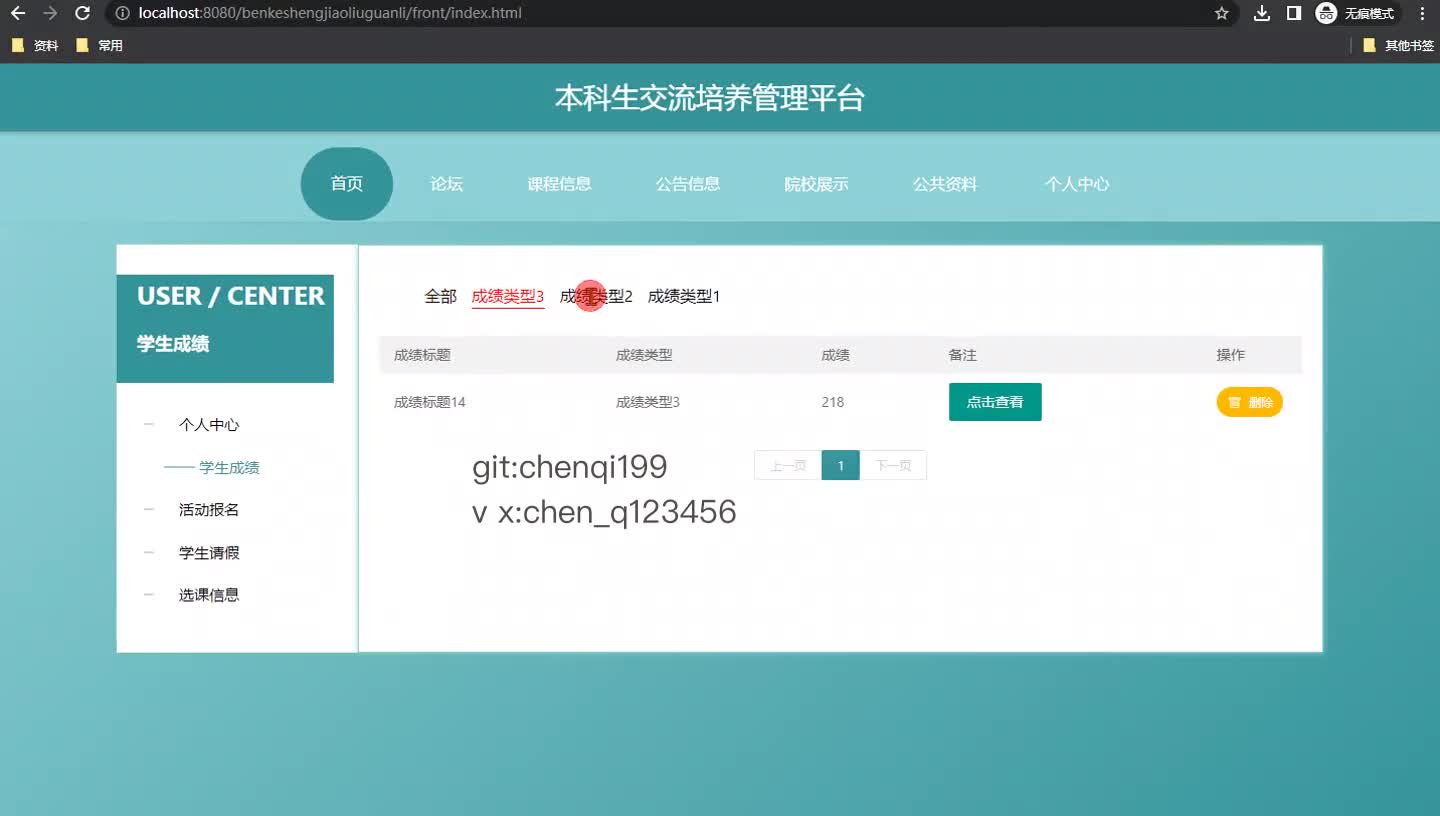 localhost:8080/benkeshengjiaoliuguanli/front/index.html
无痕模式
资料 常用 其他书签
本科生交流培养管理平台
首页 论坛 课程信息 公告信息 院校展示 公共资料 个人中心
USER / CENTER
学生成绩
个人中心
学生成绩
活动报名
学生请假
选课信息
全部 成绩类型3 成绩类型2 成绩类型1
成绩标题 成绩类型 成绩 备注 操作
成绩标题14 成绩类型3 218 点击查看 删除
上一页 1 下一页
git:chenqi199
v x:chen_q123456